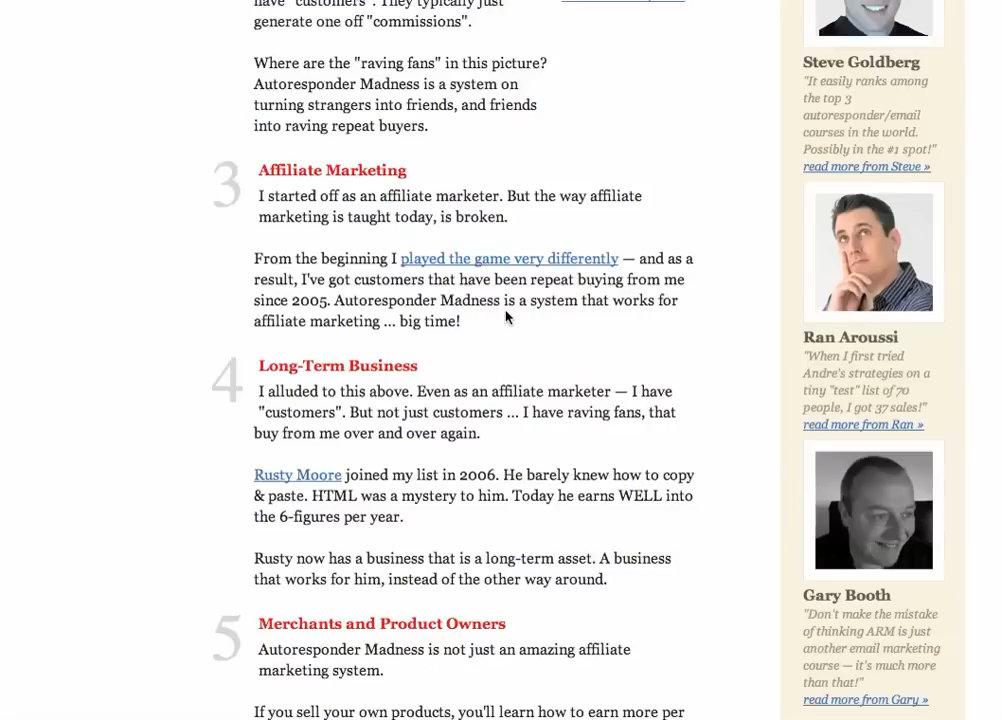 have "customers". They typically just
generate one off "commissions".
Where are the "raving fans" in this picture?
Autoresponder Madness is a system on
turning strangers into friends, and friends
into raving repeat buyers.
3 Affiliate Marketing
I started off as an affiliate marketer. But the way affiliate
marketing is taught today, is broken.
From the beginning I played the game very differently — and as a
result, I've got customers that have been repeat buying from me
since 2005. Autoresponder Madness is a system that works for
affiliate marketing ... big time!
4 Long-Term Business
I alluded to this above. Even as an affiliate marketer — I have
"customers". But not just customers ... I have raving fans, that
buy from me over and over again.
Rusty Moore joined my list in 2006. He barely knew how to copy
& paste. HTML was a mystery to him. Today he earns WELL into
the 6-figures per year.
Rusty now has a business that is a long-term asset. A business
that works for him, instead of the other way around.
5 Merchants and Product Owners
Autoresponder Madness is not just an amazing affiliate
marketing system.
If you sell your own products, you'll learn how to earn more per
Steve Goldberg
"It easily ranks among
the top 3
autoresponder/email
courses in the world.
Possibly in the #1 spot!"
read more from Steve »
Ran Aroussi
"When I first tried
Andre's strategies on a
tiny "test" list of 70
people, I got 37 sales!"
read more from Ran »
Gary Booth
"Don't make the mistake
of thinking ARM is just
another email marketing
course — it's much more
than that!"
read more from Gary »